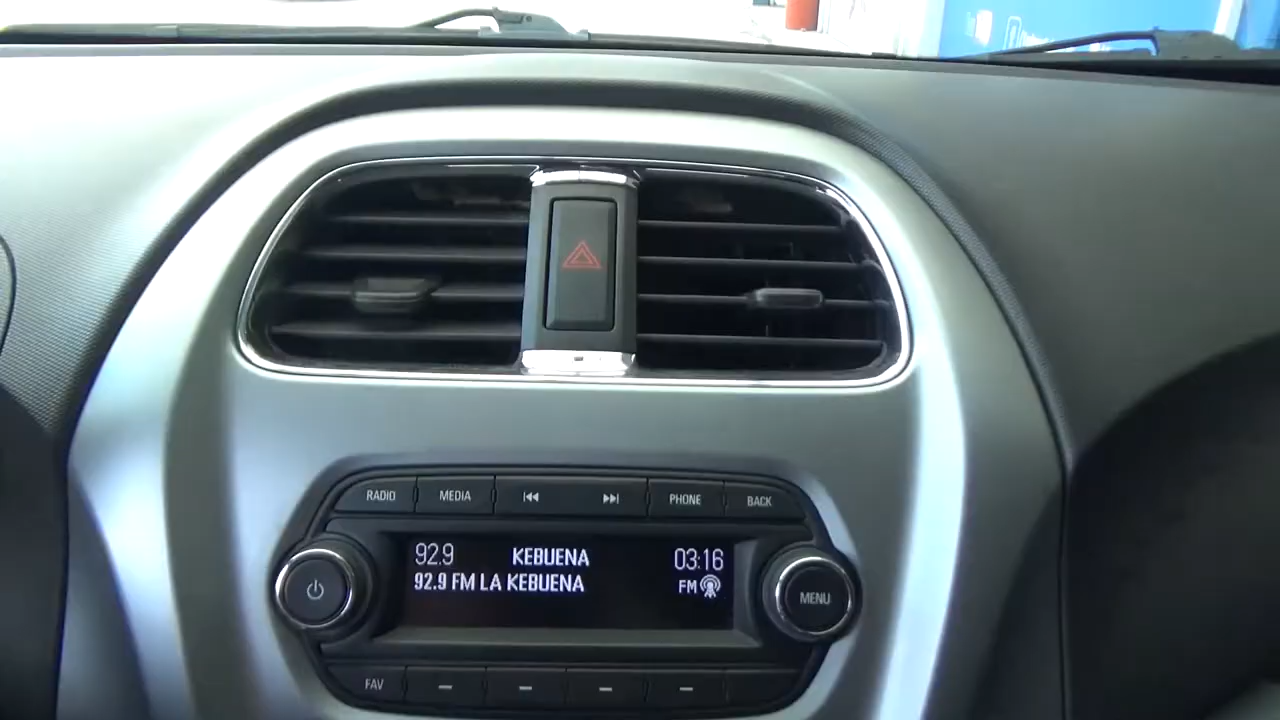 RADIO MEDIA PHONE BACK
92.9 KEBUENA 03:16
92.9 FM LA KEBUENA FM
MENU
FAV